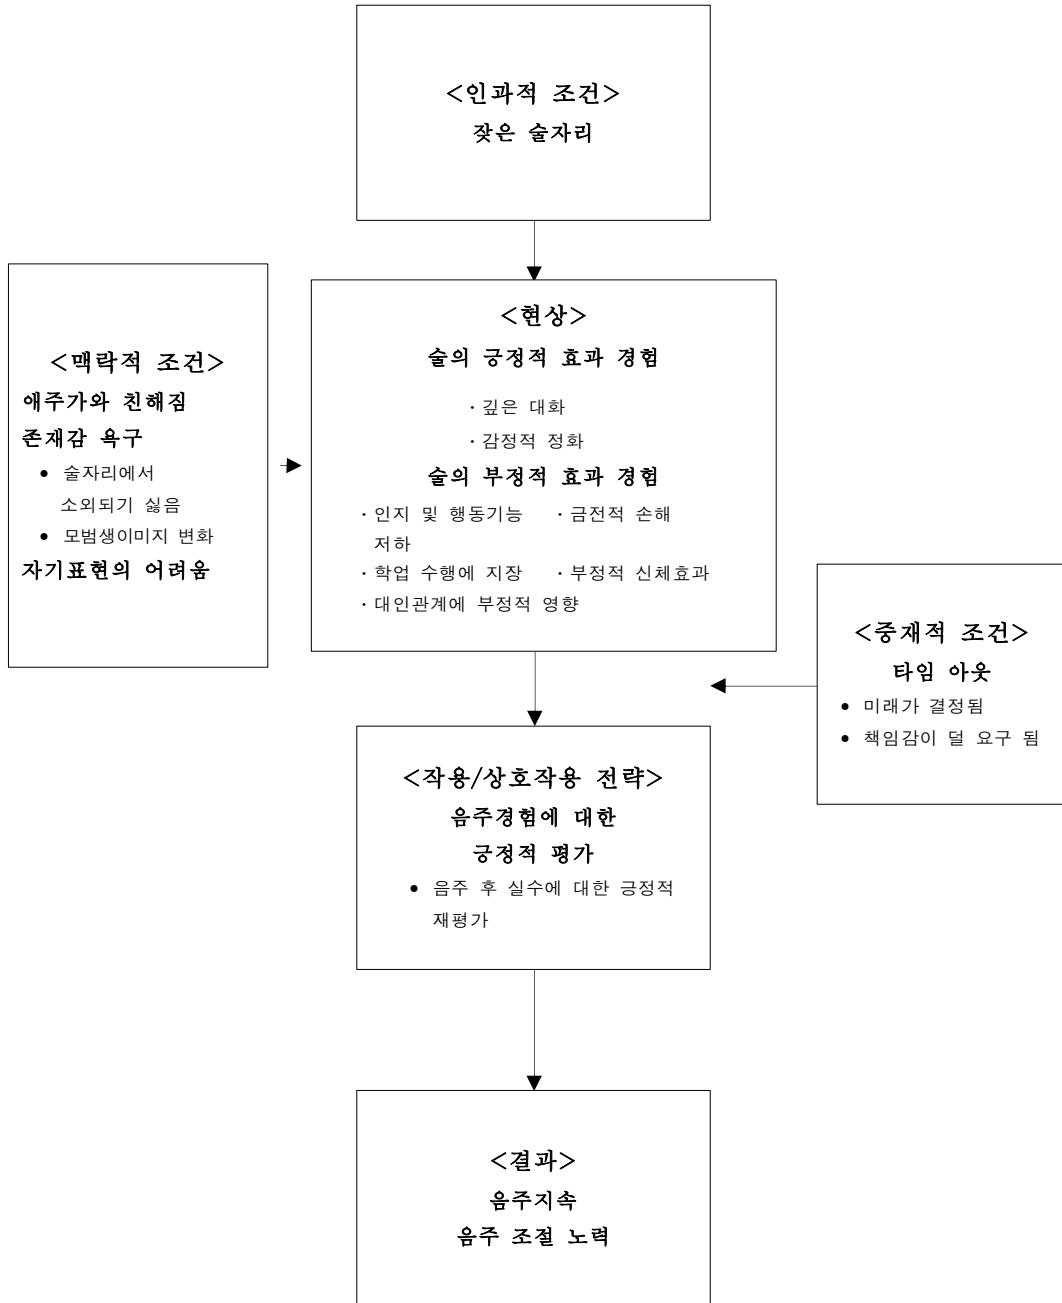 <인과적 조건>
잦은 술자리
<맥락적 조건>
애주가와 친해짐
존재감 욕구
• 술자리에서
소외되기 싫음
• 모범생이미지 변화
자기표현의 어려움
<현상>
술의 긍정적 효과 경험
· 깊은 대화
· 감정적 정화
술의 부정적 효과 경험
· 인지 및 행동기능 · 금전적 손해
저하
· 학업 수행에 지장 · 부정적 신체효과
· 대인관계에 부정적 영향
<중재적 조건>
타임 아웃
• 미래가 결정됨
• 책임감이 덜 요구 됨
<작용/상호작용 전략>
음주경험에 대한
긍정적 평가
• 음주 후 실수에 대한 긍정적
재평가
<결과>
음주지속
음주 조절 노력